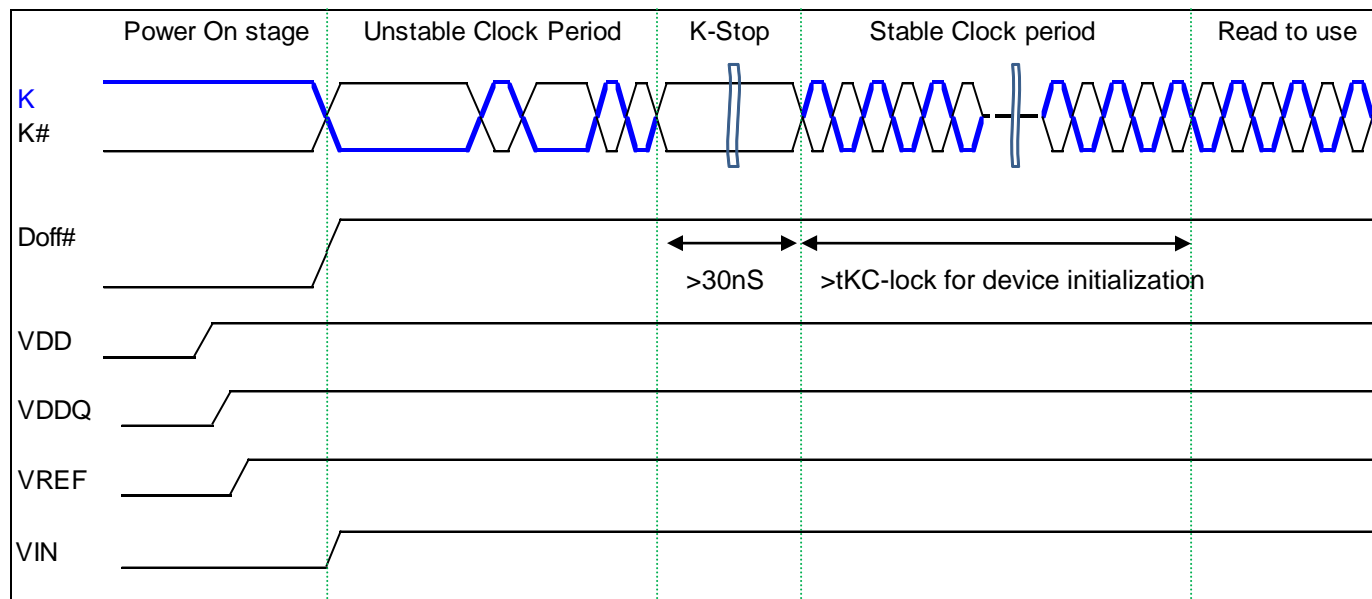 Power On stage Unstable Clock Period K-Stop Stable Clock period Read to use
K
K#
Doff#
>30nS >tKC-lock for device initialization
VDD
VDDQ
VREF
VIN